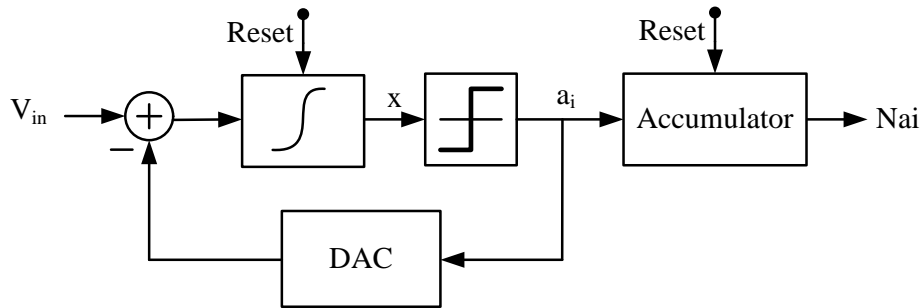 Reset
Reset
V_in
x
a_i
Accumulator
Nai
DAC